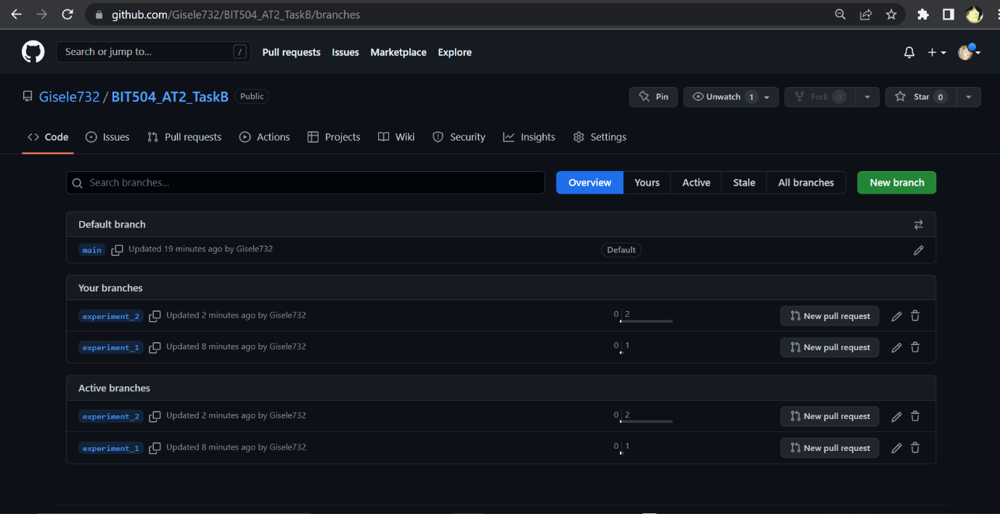 github.com/Gisele732/BIT504_AT2_TaskB/branches
Search or jump to... / Pull requests Issues Marketplace Explore
Gisele732 / BIT504_AT2_TaskB Public Pin Unwatch 1 Fork 0 Star 0
Code Issues Pull requests Actions Projects Wiki Security Insights Settings
Search branches... Overview Yours Active Stale All branches New branch
Default branch
main Updated 19 minutes ago by Gisele732 Default
Your branches
experiment_2 Updated 2 minutes ago by Gisele732 0 2 New pull request
experiment_1 Updated 8 minutes ago by Gisele732 0 1 New pull request
Active branches
experiment_2 Updated 2 minutes ago by Gisele732 0 2 New pull request
experiment_1 Updated 8 minutes ago by Gisele732 0 1 New pull request